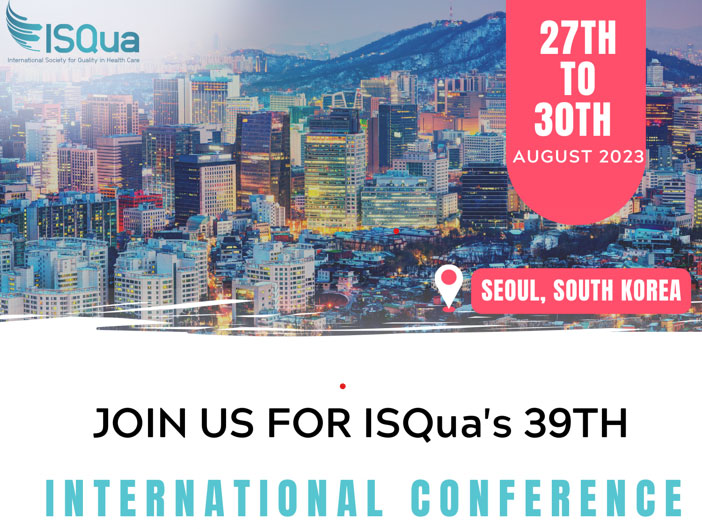 ISQua
International Society for Quality in Health Care
27TH
TO
30TH
AUGUST 2023
SEOUL, SOUTH KOREA
JOIN US FOR ISQua's 39TH
INTERNATIONAL CONFERENCE